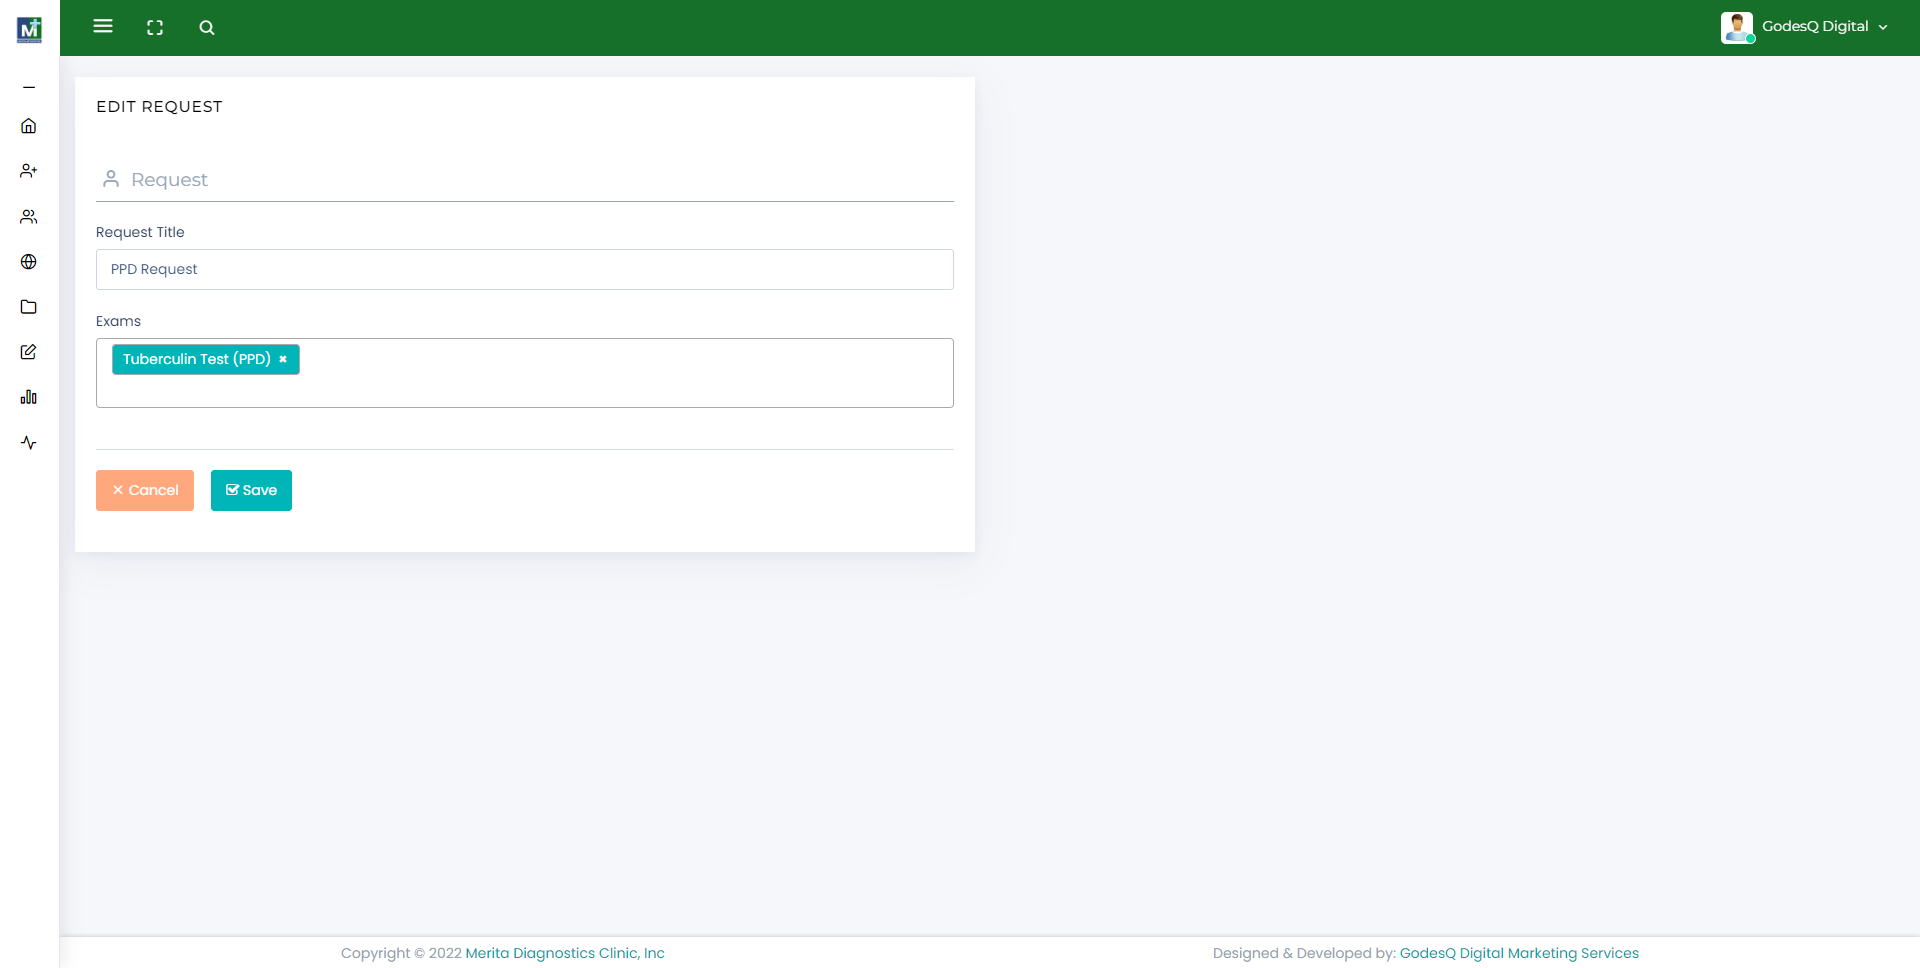 M
GodesQ Digital
EDIT REQUEST
Request
Request Title
PPD Request
Exams
Tuberculin Test (PPD) ×
× Cancel
Save
Copyright © 2022 Merita Diagnostics Clinic, Inc
Designed & Developed by: GodesQ Digital Marketing Services